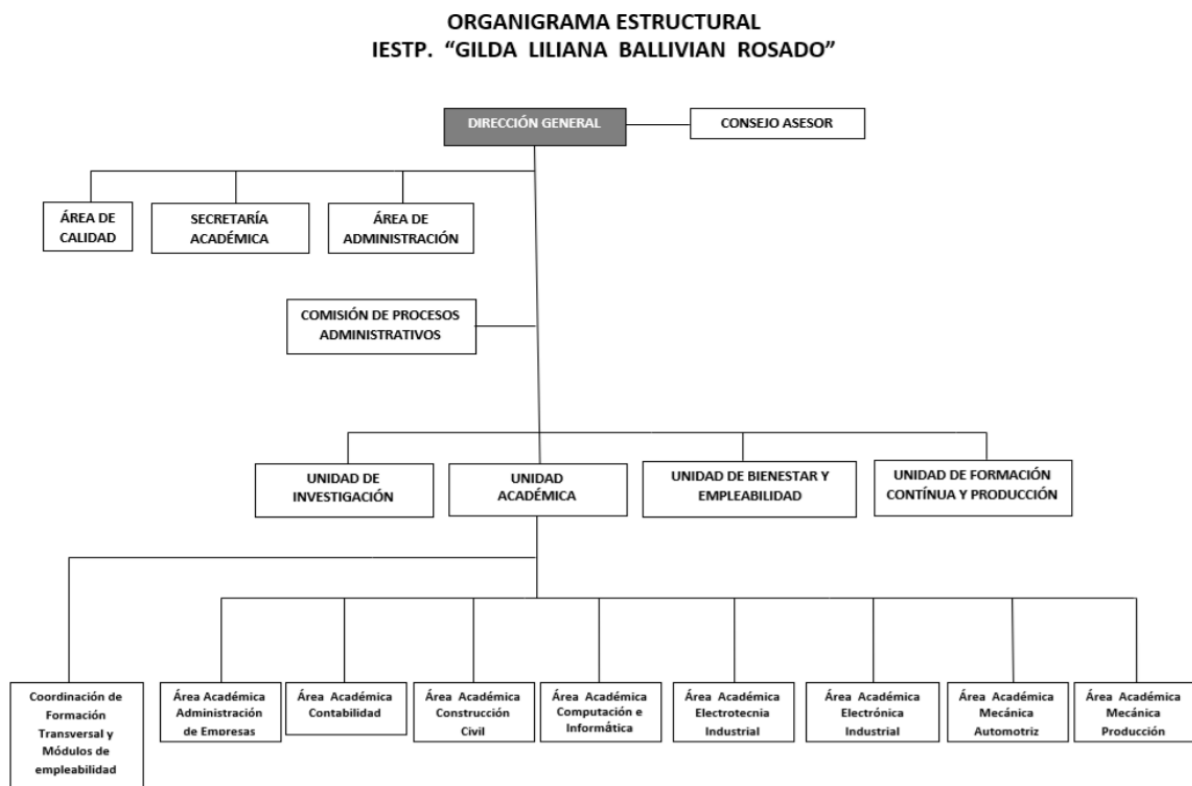 ORGANIGRAMA ESTRUCTURAL
IESTP. “GILDA LILIANA BALLIVIAN ROSADO”
DIRECCIÓN GENERAL
CONSEJO ASESOR
ÁREA DE
CALIDAD
SECRETARÍA
ACADÉMICA
ÁREA DE
ADMINISTRACIÓN
COMISIÓN DE PROCESOS
ADMINISTRATIVOS
UNIDAD DE
INVESTIGACIÓN
UNIDAD
ACADÉMICA
UNIDAD DE BIENESTAR Y
EMPLEABILIDAD
UNIDAD DE FORMACIÓN
CONTÍNUA Y PRODUCCIÓN
Coordinación de
Formación
Transversal y
Módulos de
empleabilidad
Área Académica
Administración
de Empresas
Área Académica
Contabilidad
Área Académica
Construcción
Civil
Área Académica
Computación e
Informática
Área Académica
Electrotecnia
Industrial
Área Académica
Electrónica
Industrial
Área Académica
Mecánica
Automotriz
Área Académica
Mecánica
Producción